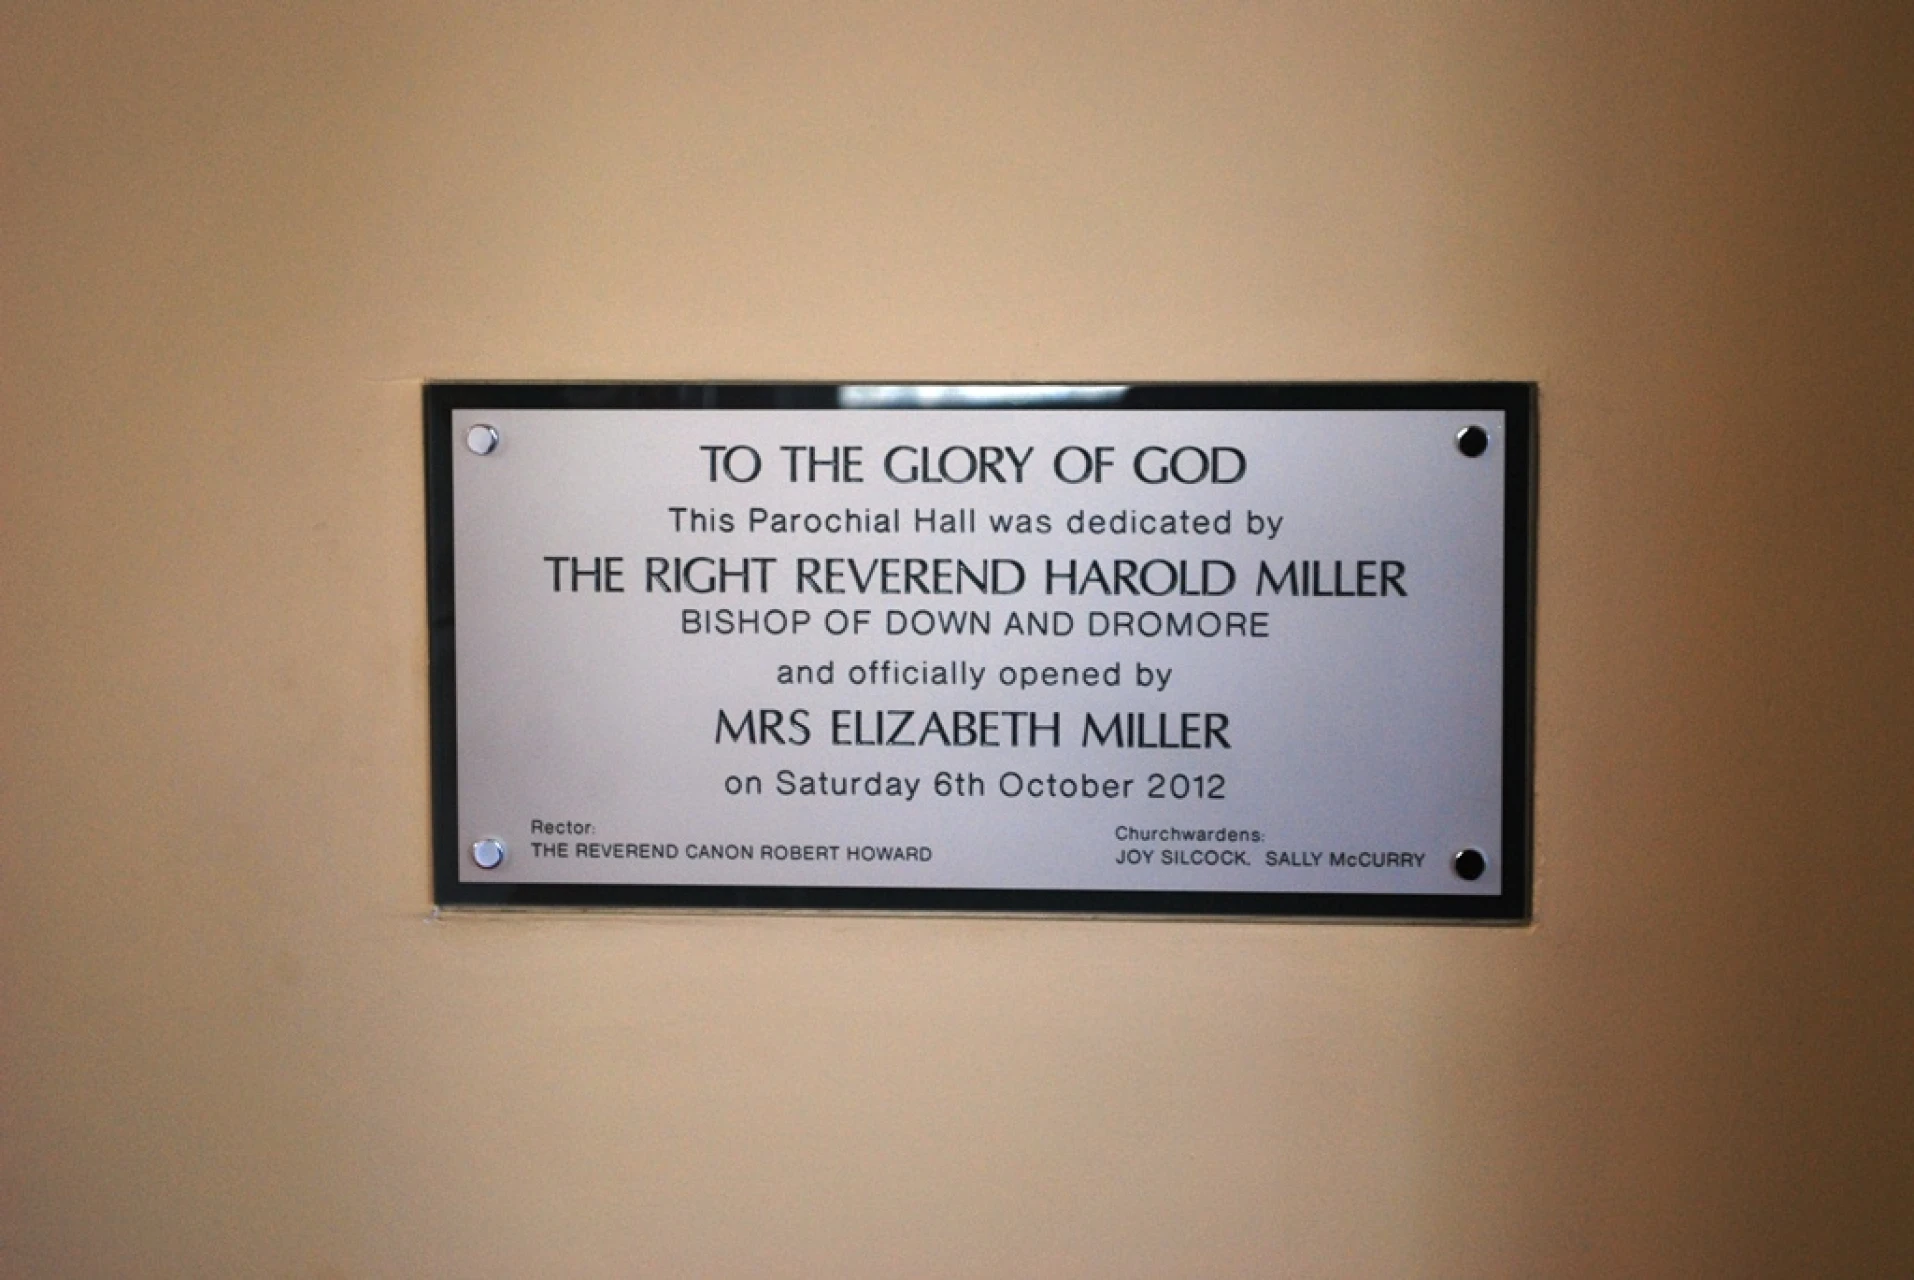 TO THE GLORY OF GOD
This Parochial Hall was dedicated by
THE RIGHT REVEREND HAROLD MILLER
BISHOP OF DOWN AND DROMORE
and officially opened by
MRS ELIZABETH MILLER
on Saturday 6th October 2012
Rector:
THE REVEREND CANON ROBERT HOWARD
Churchwardens:
JOY SILCOCK. SALLY McCURRY